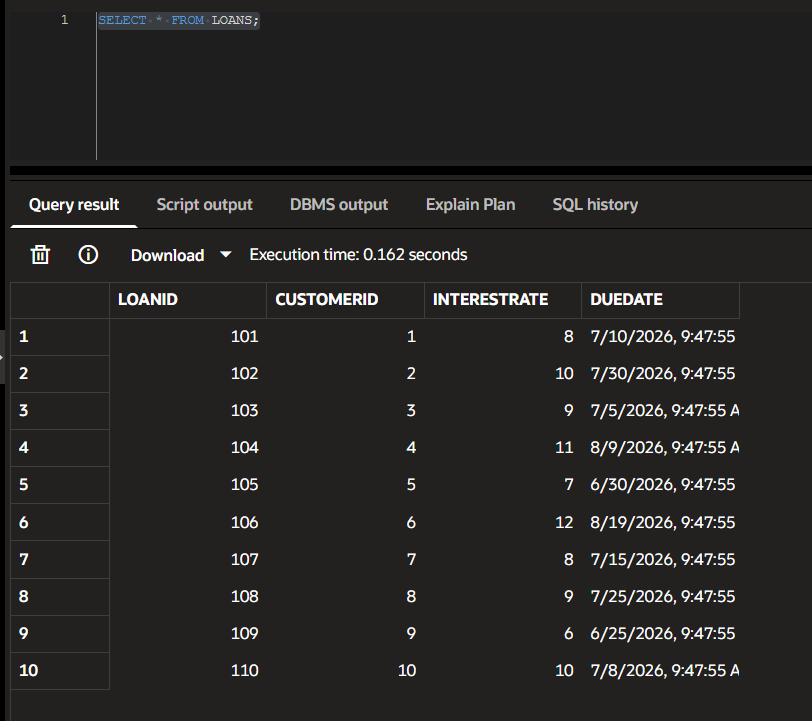 1 SELECT * FROM LOANS;
Query result Script output DBMS output Explain Plan SQL history
Download Execution time: 0.162 seconds
LOANID CUSTOMERID INTERESTRATE DUEDATE
1 101 1 8 7/10/2026, 9:47:55
2 102 2 10 7/30/2026, 9:47:55
3 103 3 9 7/5/2026, 9:47:55 A
4 104 4 11 8/9/2026, 9:47:55 A
5 105 5 7 6/30/2026, 9:47:55
6 106 6 12 8/19/2026, 9:47:55
7 107 7 8 7/15/2026, 9:47:55
8 108 8 9 7/25/2026, 9:47:55
9 109 9 6 6/25/2026, 9:47:55
10 110 10 10 7/8/2026, 9:47:55 A